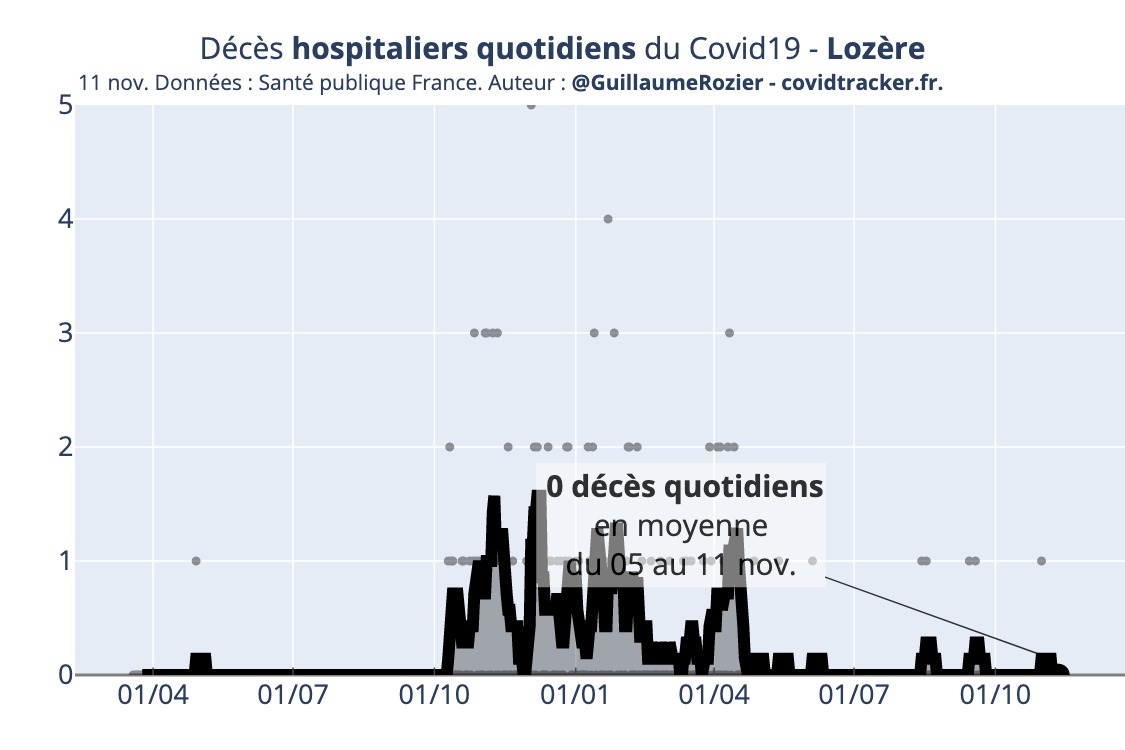 Décès hospitaliers quotidiens du Covid19 - Lozère
11 nov. Données : Santé publique France. Auteur : @GuillaumeRozier - covidtracker.fr.
5
4
3
2
0 décès quotidiens
en moyenne
1
du 05 au 11 nov.
0
01/04 01/07 01/10 01/01 01/04 01/07 01/10